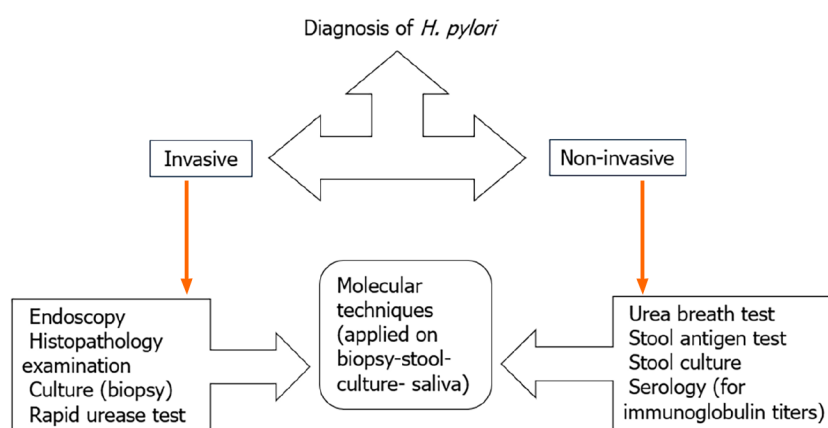 Diagnosis of H. pylori
Invasive
Non-invasive
Endoscopy
Histopathology
examination
Culture (biopsy)
Rapid urease test
Molecular
techniques
(applied on
biopsy-stool-
culture- saliva)
Urea breath test
Stool antigen test
Stool culture
Serology (for
immunoglobulin titers)